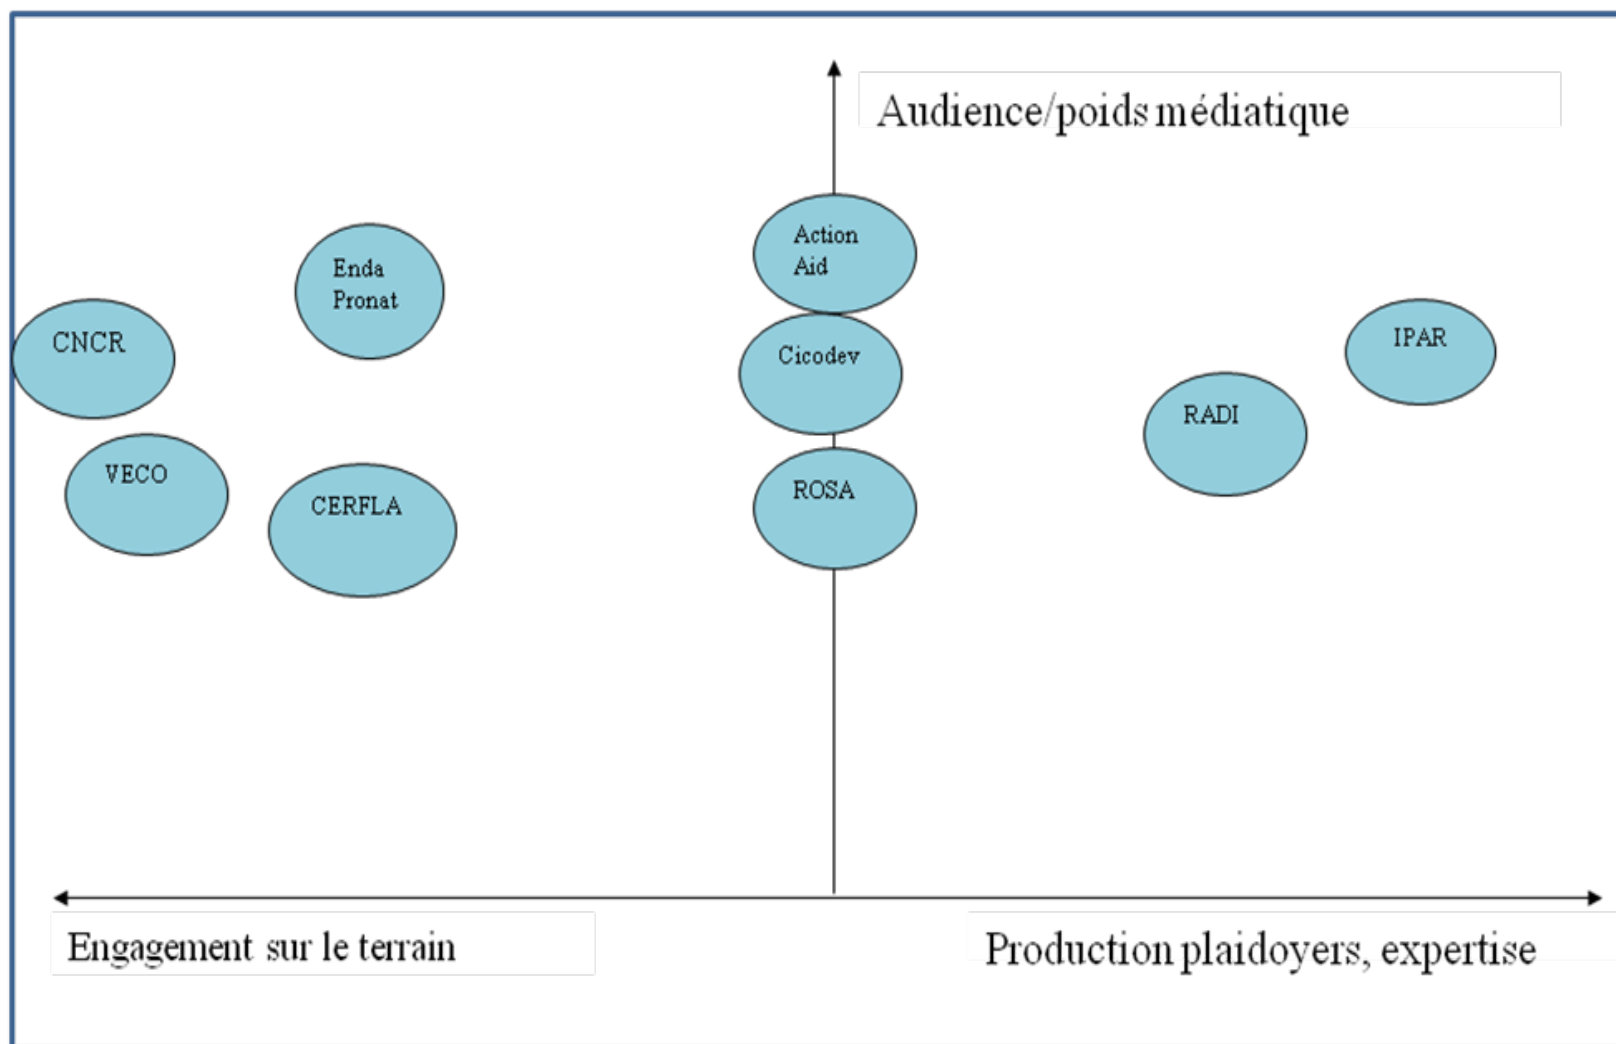 Audience/poids médiatique
Action
Aid
Enda
Pronat
CNCR
IPAR
Cicodev
RADI
VECO
CERFLA
ROSA
Engagement sur le terrain
Production plaidoyers, expertise